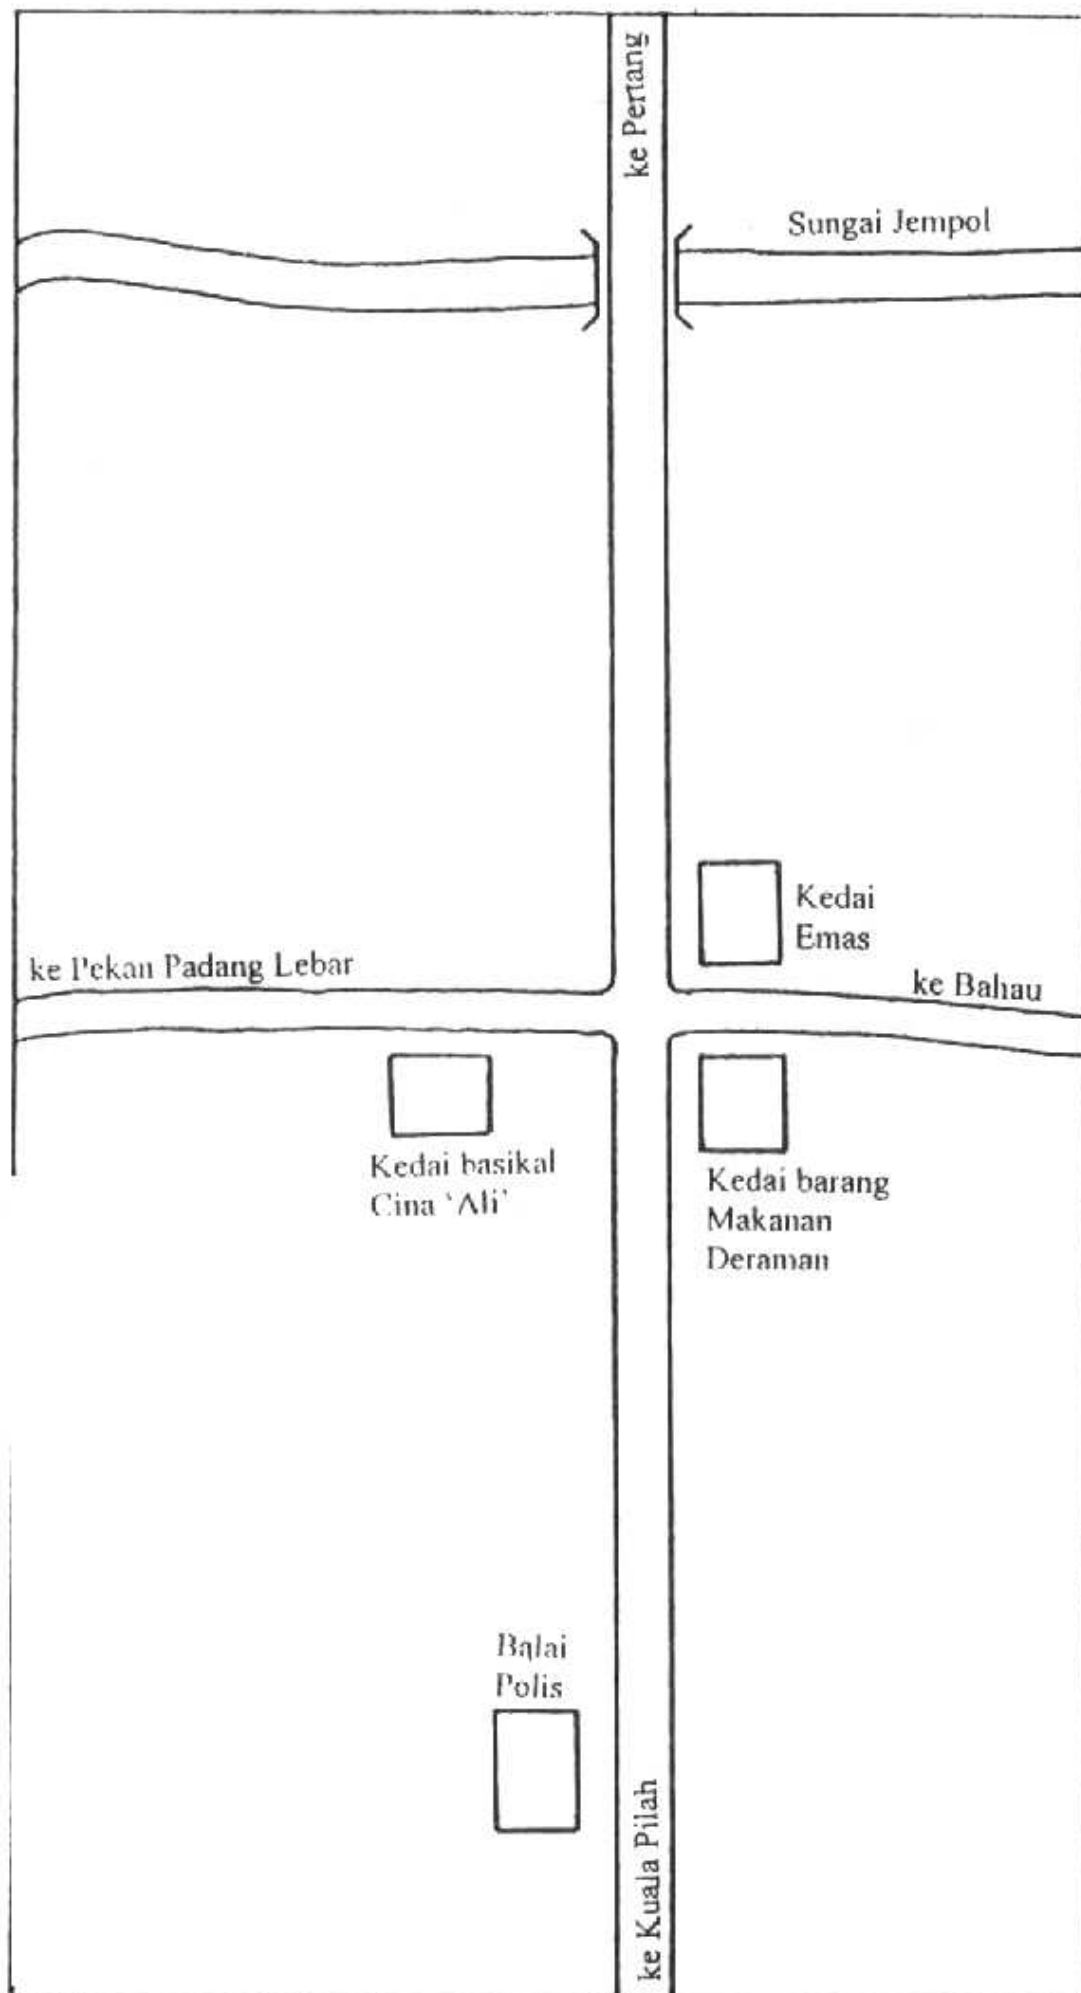 ke Pertang
Sungai Jempol
Kedai
Emas
ke Pekan Padang Lebar
ke Bahau
Kedai basikal
Cina ‘Ali’
Kedai barang
Makanan
Deraman
Balai
Polis
ke Kuala Pilah